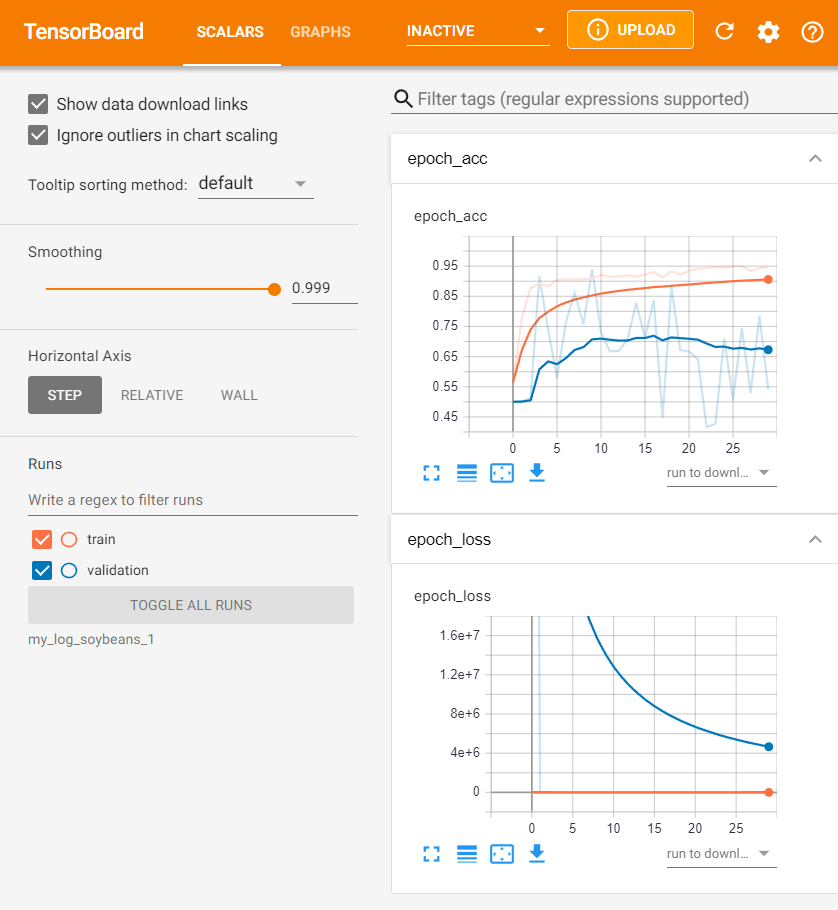 TensorBoard
SCALARS
GRAPHS
INACTIVE
UPLOAD
Show data download links
Ignore outliers in chart scaling
Tooltip sorting method:
default
Smoothing
0.999
Horizontal Axis
STEP
RELATIVE
WALL
Runs
Write a regex to filter runs
train
validation
TOGGLE ALL RUNS
my_log_soybeans_1
Filter tags (regular expressions supported)
epoch_acc
epoch_acc
0.95
0.85
0.75
0.65
0.55
0.45
0 5 10 15 20 25
run to downl...
epoch_loss
epoch_loss
1.6e+7
1.2e+7
8e+6
4e+6
0
0 5 10 15 20 25
run to downl...